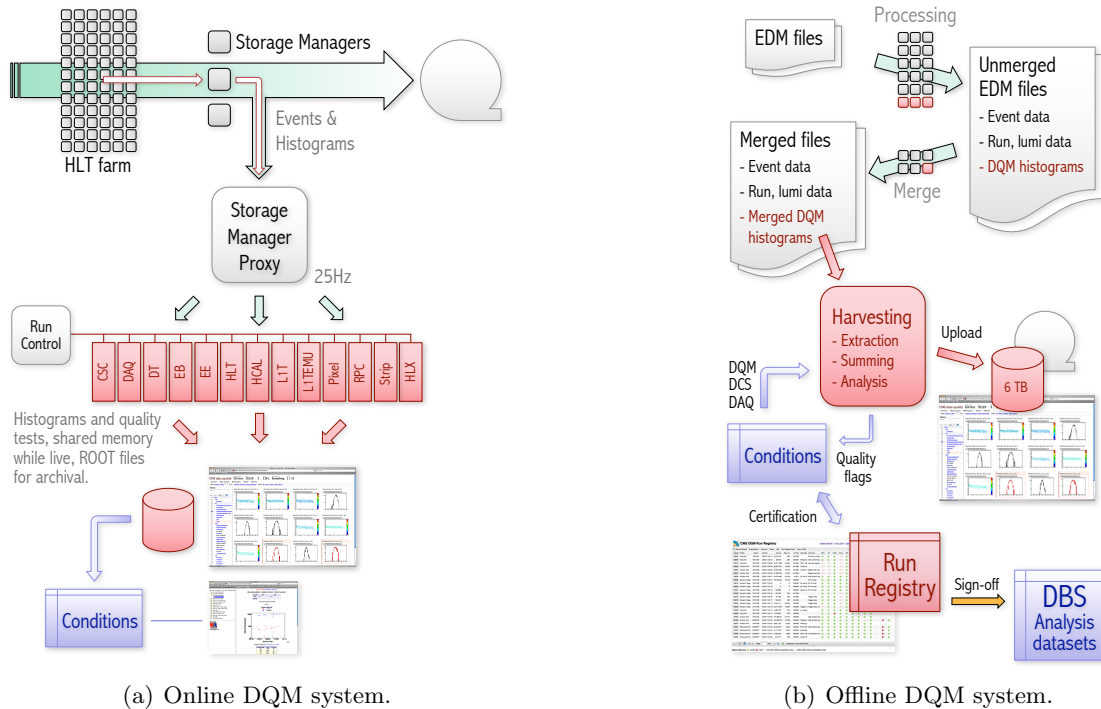 Storage Managers
Events &
Histograms
HLT farm
Storage
Manager
Proxy
25Hz
Run
Control
CSC
DAQ
DT
EB
EE
HLT
HCAL
L1T
L1TEMU
Pixel
RPC
Strip
HLX
Histograms and quality
tests, shared memory
while live, ROOT files
for archival.
Conditions
(a) Online DQM system.
Processing
EDM files
Unmerged
EDM files
- Event data
- Run, lumi data
- DQM histograms
Merged files
- Event data
- Run, lumi data
- Merged DQM
histograms
Merge
Harvesting
- Extraction
- Summing
- Analysis
Upload
6 TB
DQM
DCS
DAQ
Conditions
Quality
flags
Certification
CMS DQM Run Registry
Run
Registry
Sign-off
DBS
Analysis
datasets
(b) Offline DQM system.